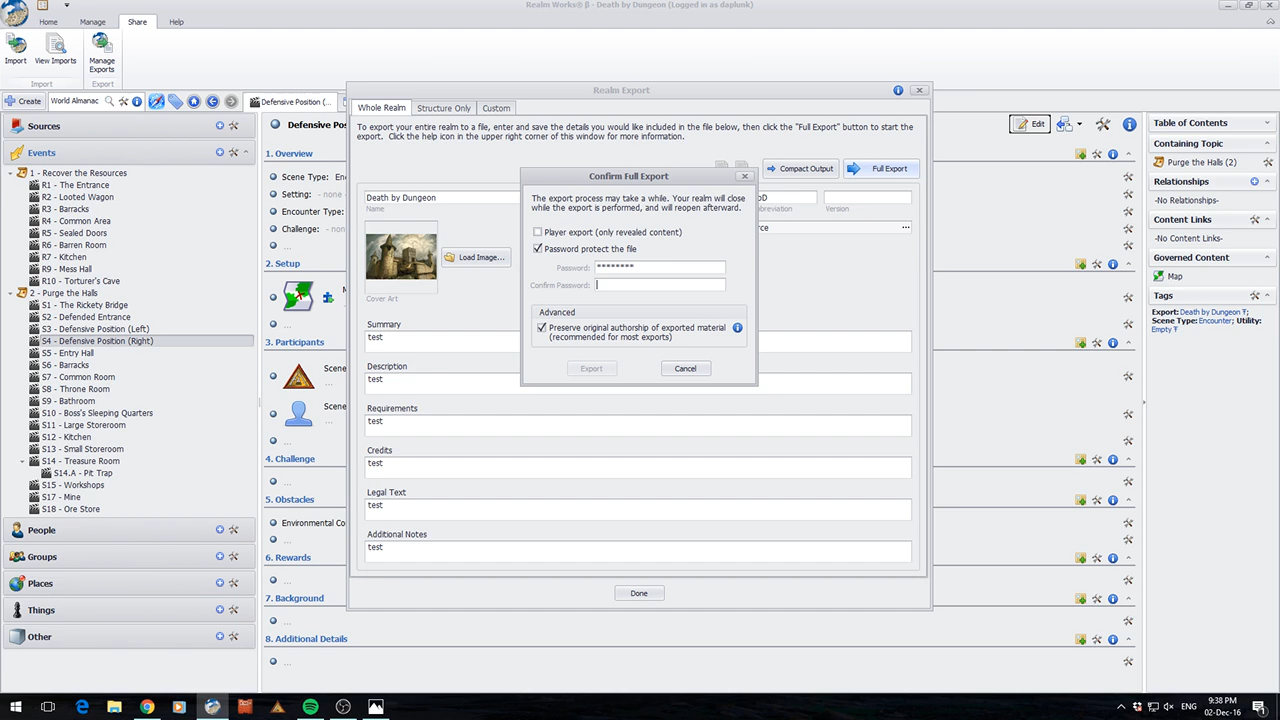 Realm Works β - Death by Dungeon (Logged in as daplunk)
Home Manage Share Help
Import View Imports Manage Exports
Import Export
Create World Almanac Defensive Position (...
Sources
Events
1 - Recover the Resources
R1 - The Entrance
R2 - Looted Wagon
R3 - Barracks
R4 - Common Area
R5 - Sealed Doors
R6 - Barren Room
R7 - Kitchen
R9 - Mess Hall
R10 - Torturer's Cave
2 - Purge the Halls
S1 - The Rickety Bridge
S2 - Defended Entrance
S3 - Defensive Position (Left)
S4 - Defensive Position (Right)
S5 - Entry Hall
S6 - Barracks
S7 - Common Room
S8 - Throne Room
S9 - Bathroom
S10 - Boss's Sleeping Quarters
S11 - Large Storeroom
S12 - Kitchen
S13 - Small Storeroom
S14 - Treasure Room
S14.A - Pit Trap
S15 - Workshops
S17 - Mine
S18 - Ore Store
People
Groups
Places
Things
Other
Defensive Pos
Edit
1. Overview
Scene Type: Enc
Setting: - none
Encounter Type:
Challenge: - non
2. Setup
M
...
3. Participants
Scene
...
Scene
...
...
4. Challenge
...
5. Obstacles
Environmental Co
...
6. Rewards
...
7. Background
...
8. Additional Details
...
Realm Export
Whole Realm Structure Only Custom
To export your entire realm to a file, enter and save the details you would like included in the file below, then click the "Full Export" button to start the
export. Click the help icon in the upper right corner of this window for more information.
Compact Output Full Export
Death by Dungeon
Name
bD
bbreviation Version
rce ...
Load Image...
Cover Art
Summary
test
Description
test
Requirements
test
Credits
test
Legal Text
test
Additional Notes
test
Done
Confirm Full Export
The export process may take a while. Your realm will close
while the export is performed, and will reopen afterward.
Player export (only revealed content)
Password protect the file
Password: ********
Confirm Password:
Advanced
Preserve original authorship of exported material
(recommended for most exports)
Export Cancel
Table of Contents
Containing Topic
Purge the Halls (2)
Relationships
-No Relationships-
Content Links
-No Content Links-
Governed Content
Map
Tags
Export: Death by Dungeon Ŧ;
Scene Type: Encounter; Utility:
Empty Ŧ
ENG
9:38 PM
02-Dec-16